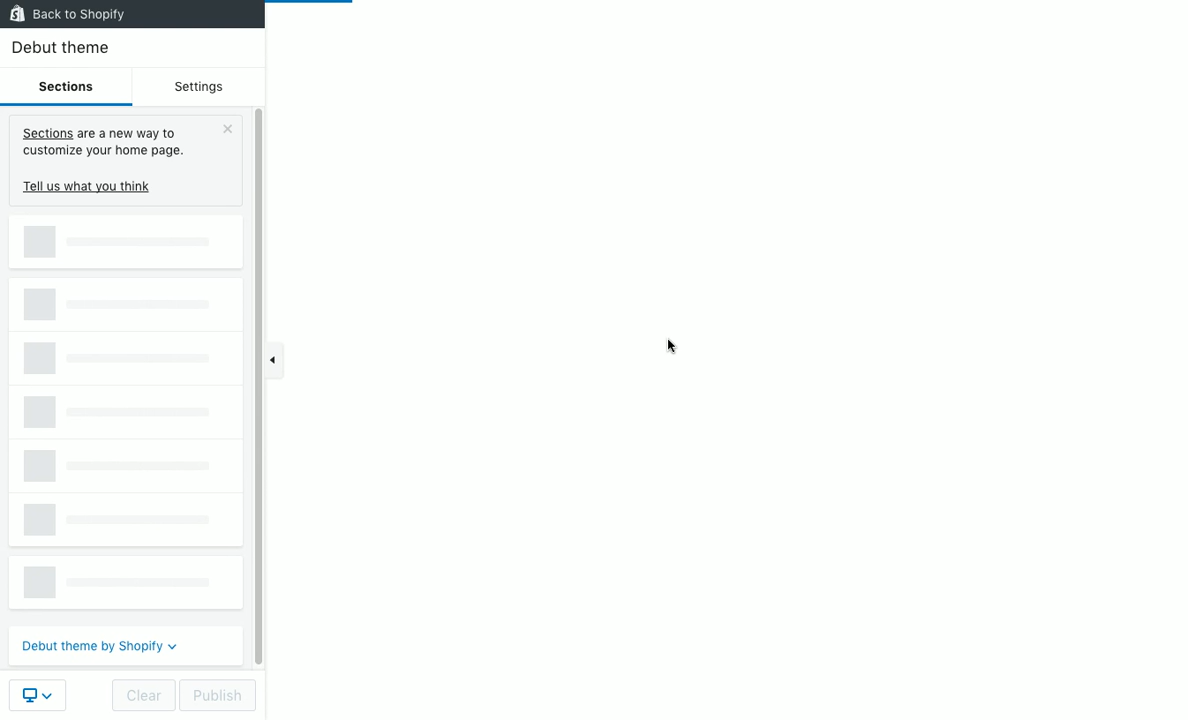 Back to Shopify
Debut theme
Sections
Settings
Sections are a new way to
customize your home page.
Tell us what you think
Debut theme by Shopify
Clear
Publish